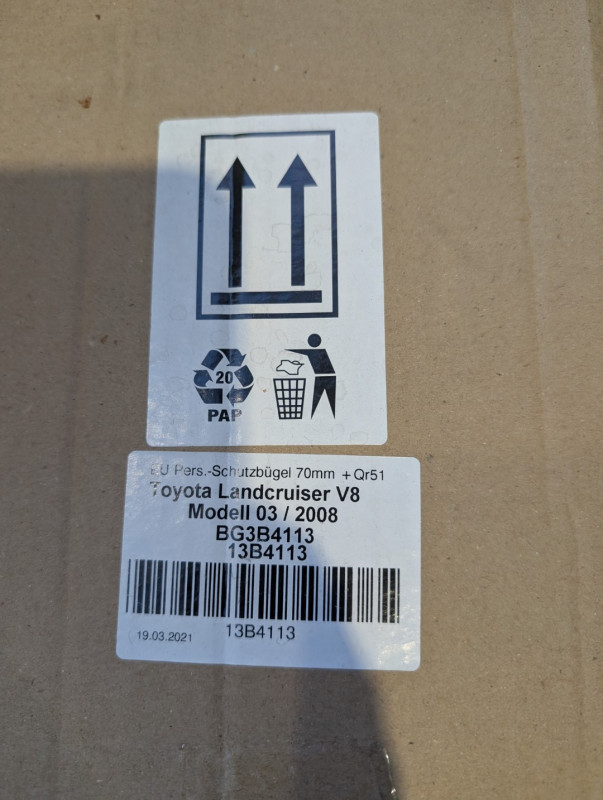 20
PAP
EU Pers.-Schutzbügel 70mm + Qr51
Toyota Landcruiser V8
Modell 03 / 2008
BG3B4113
13B4113
19.03.2021
13B4113